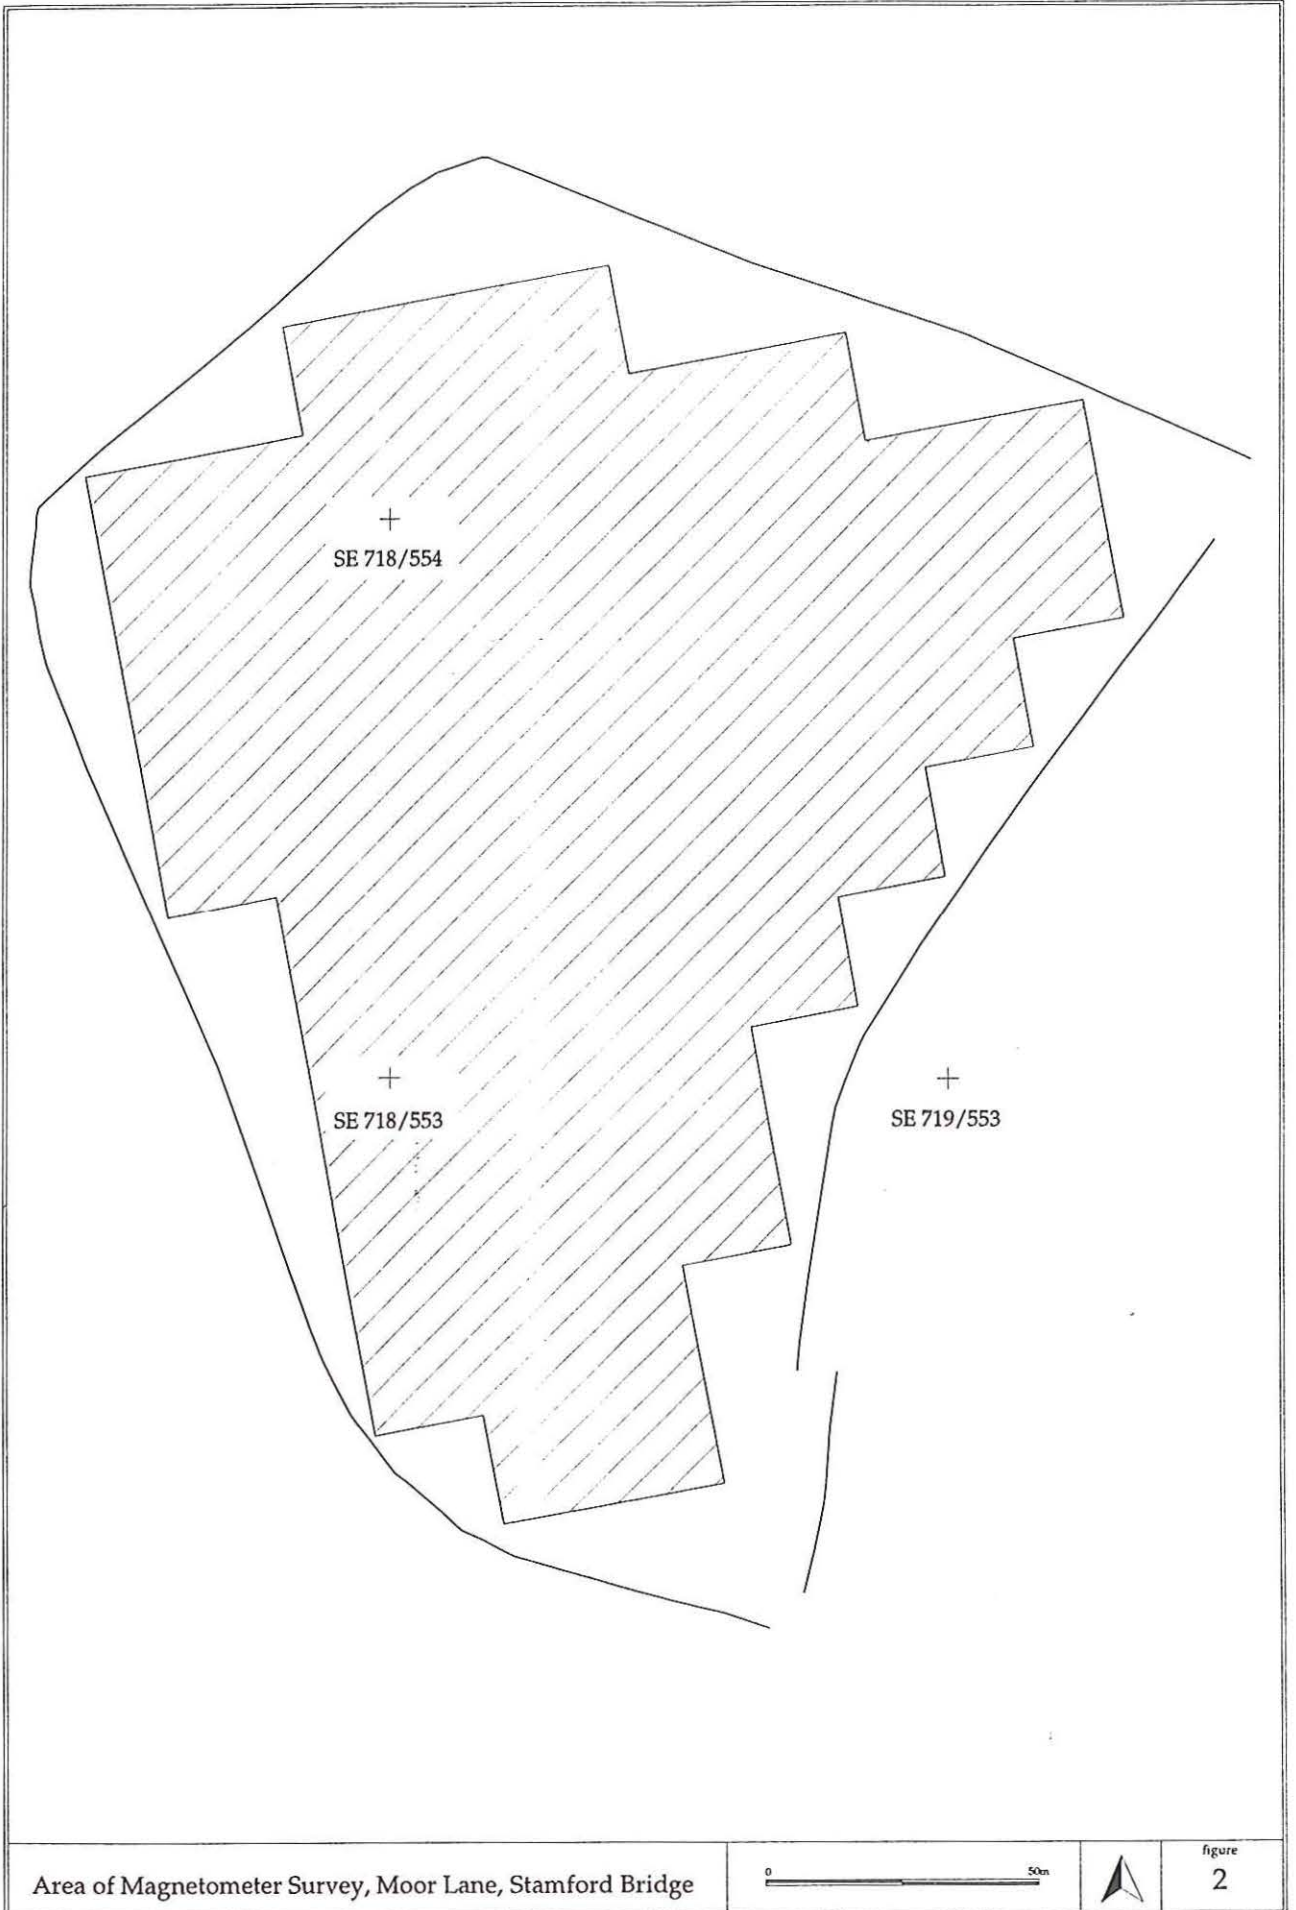 SE 718/554
SE 718/553
SE 719/553
Area of Magnetometer Survey, Moor Lane, Stamford Bridge
0 50m
figure
2